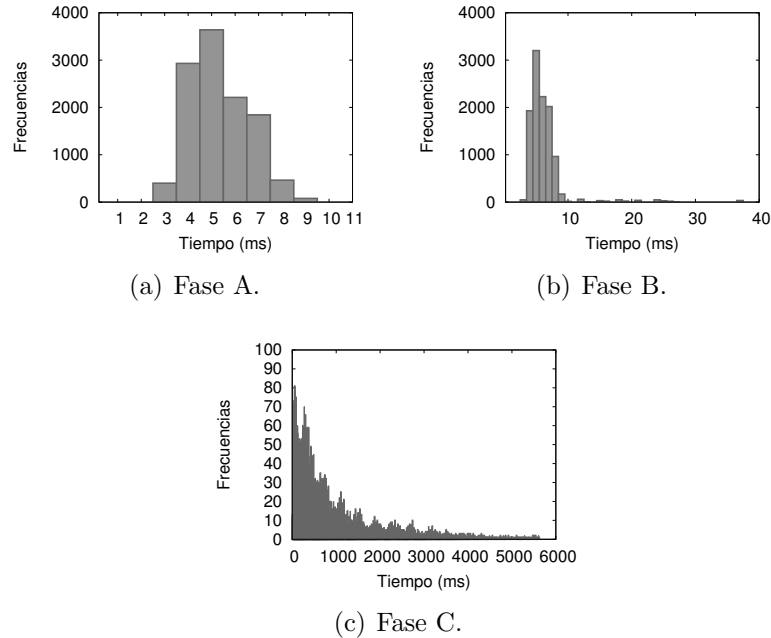 4000
3000
2000
1000
0
Frecuencias
1 2 3 4 5 6 7 8 9 10 11
Tiempo (ms)
(a) Fase A.
4000
3000
2000
1000
0
Frecuencias
10 20 30 40
Tiempo (ms)
(b) Fase B.
100
90
80
70
60
50
40
30
20
10
0
Frecuencias
0 1000 2000 3000 4000 5000 6000
Tiempo (ms)
(c) Fase C.